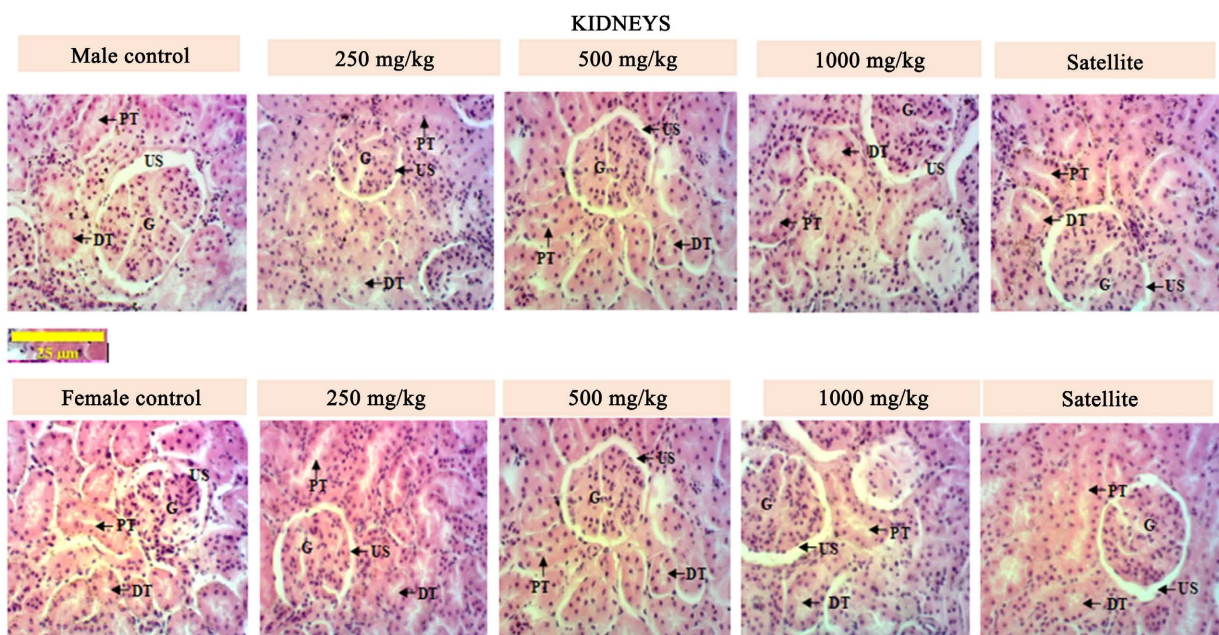 KIDNEYS
Male control
250 mg/kg
500 mg/kg
1000 mg/kg
Satellite
PT
US
G
DT
G
PT
US
DT
US
G
PT
DT
G
DT
US
PT
PT
DT
G
US
25 µm
Female control
250 mg/kg
500 mg/kg
1000 mg/kg
Satellite
US
G
PT
DT
PT
G
US
DT
US
G
PT
DT
G
PT
US
DT
PT
G
US
DT